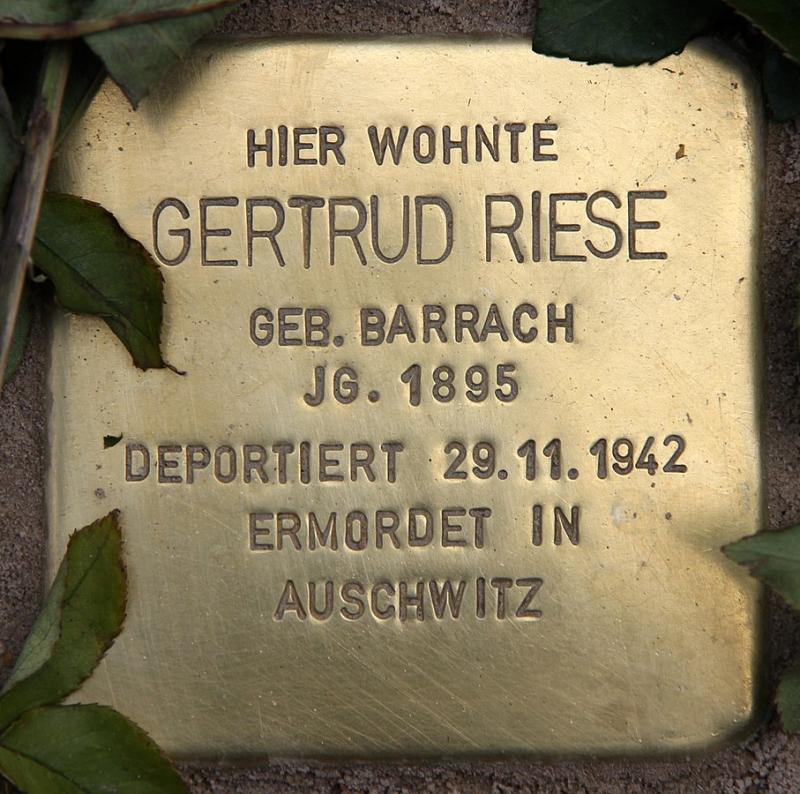 HIER WOHNTE
GERTRUD RIESE
GEB. BARRACH
JG. 1895
DEPORTIERT 29.11.1942
ERMORDET IN
AUSCHWITZ